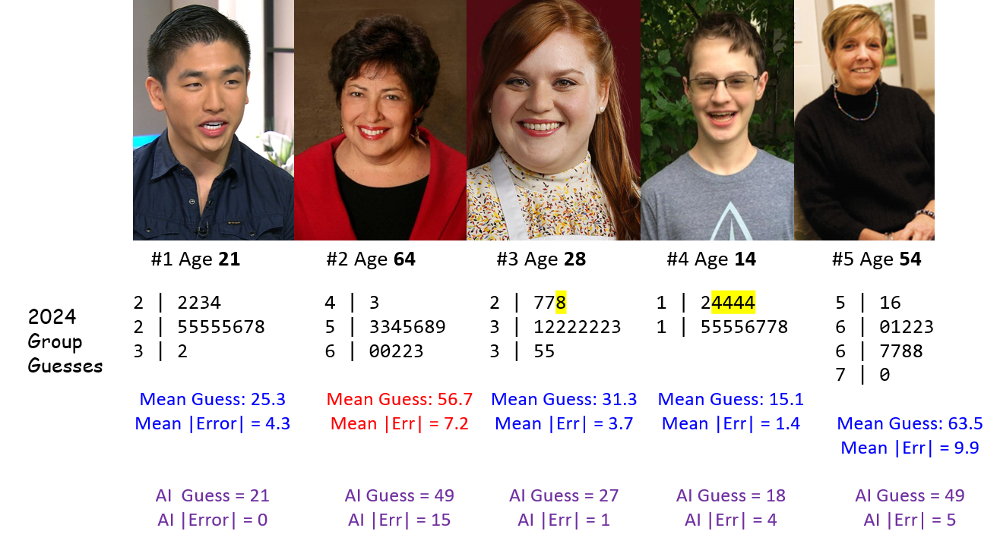 #1 Age 21
#2 Age 64
#3 Age 28
#4 Age 14
#5 Age 54
2024
Group
Guesses
2 | 2234
2 | 55555678
3 | 2
4 | 3
5 | 3345689
6 | 00223
2 | 778
3 | 12222223
3 | 55
1 | 24444
1 | 55556778
5 | 16
6 | 01223
6 | 7788
7 | 0
Mean Guess: 25.3
Mean |Error| = 4.3
Mean Guess: 56.7
Mean |Err| = 7.2
Mean Guess: 31.3
Mean |Err| = 3.7
Mean Guess: 15.1
Mean |Err| = 1.4
Mean Guess: 63.5
Mean |Err| = 9.9
AI Guess = 21
AI |Error| = 0
AI Guess = 49
AI |Err| = 15
AI Guess = 27
AI |Err| = 1
AI Guess = 18
AI |Err| = 4
AI Guess = 49
AI |Err| = 5